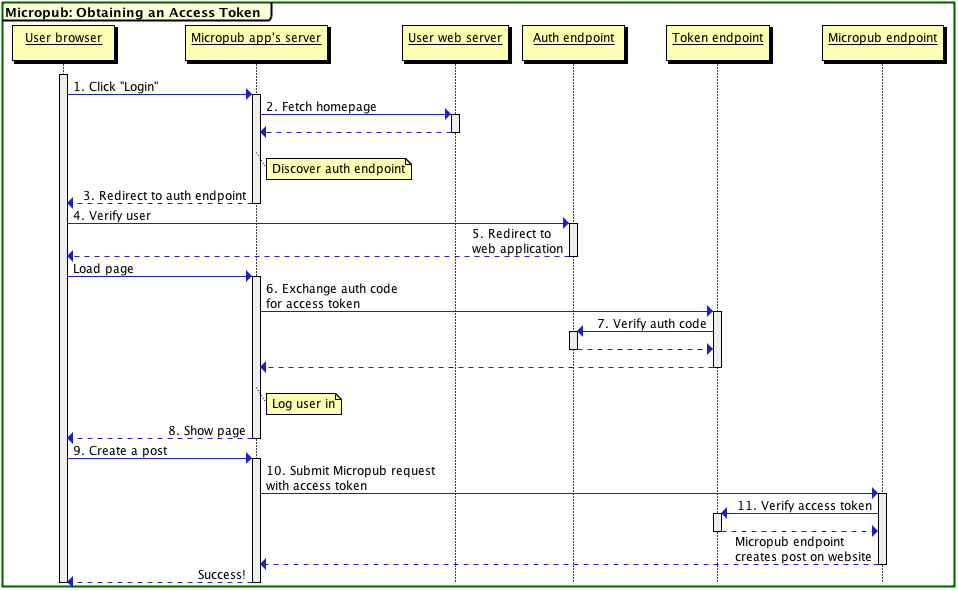 Micropub: Obtaining an Access Token
User browser
Micropub app's server
User web server
Auth endpoint
Token endpoint
Micropub endpoint
1. Click "Login"
2. Fetch homepage
Discover auth endpoint
3. Redirect to auth endpoint
4. Verify user
5. Redirect to
web application
Load page
6. Exchange auth code
for access token
7. Verify auth code
Log user in
8. Show page
9. Create a post
10. Submit Micropub request
with access token
11. Verify access token
Micropub endpoint
creates post on website
Success!